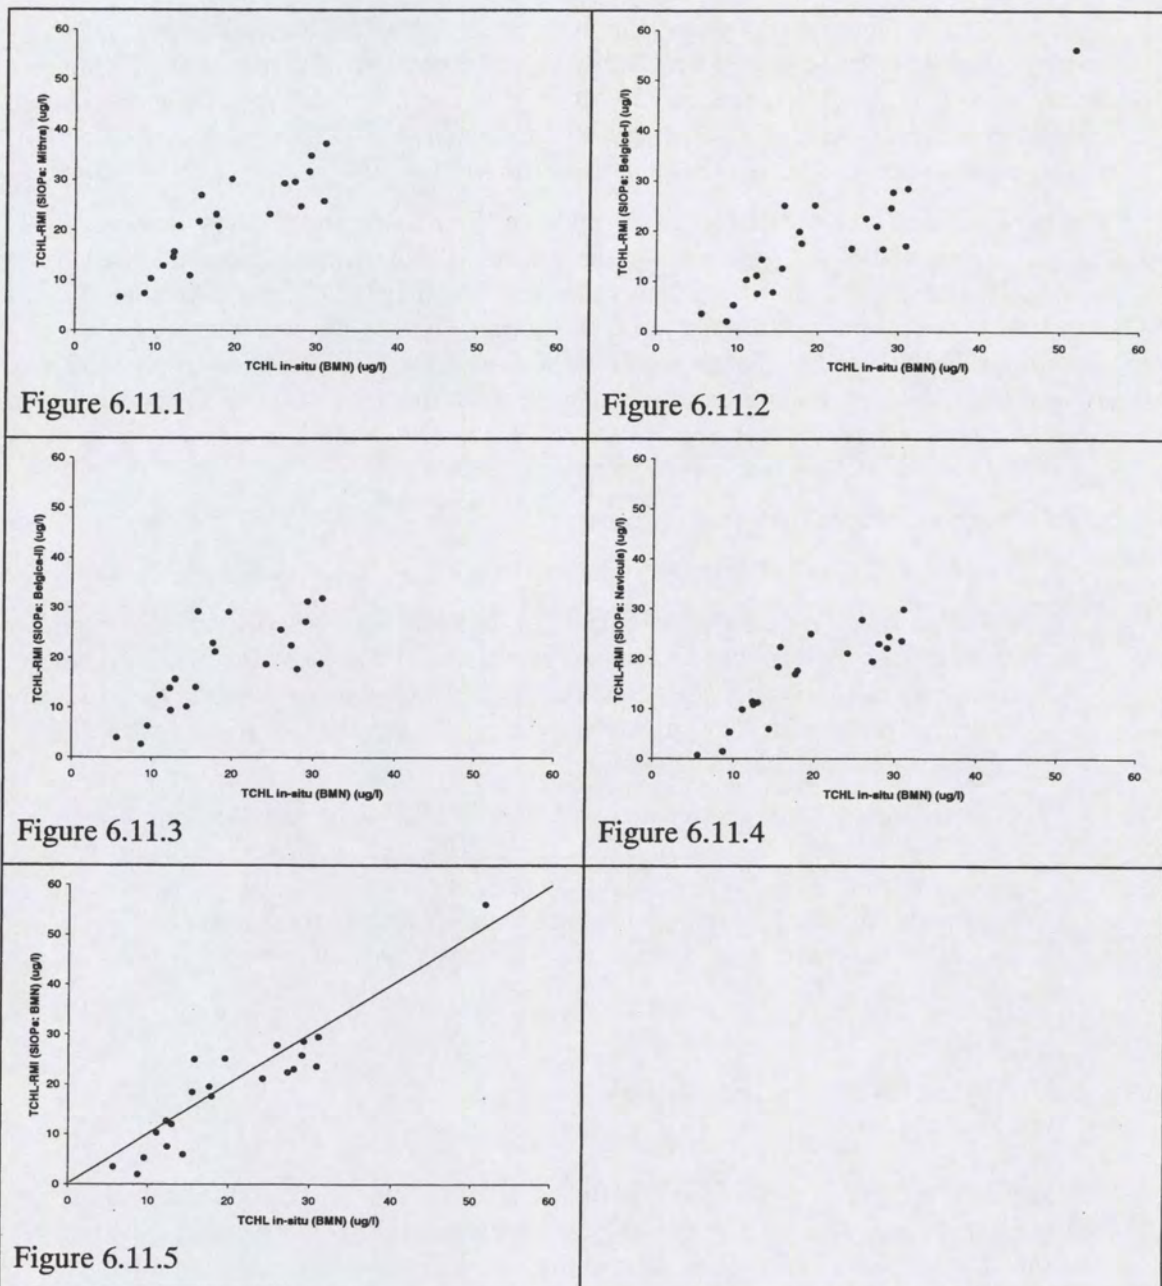 60
50
40
30
20
10
0
TCHL-RMI (SIOPs: Mithra) (ug/l)
0 10 20 30 40 50 60
TCHL in-situ (BMN) (ug/l)
Figure 6.11.1
60
50
40
30
20
10
0
TCHL-RMI (SIOPs: Belgica-I) (ug/l)
0 10 20 30 40 50 60
TCHL in-situ (BMN) (ug/l)
Figure 6.11.2
60
50
40
30
20
10
0
TCHL-RMI (SIOPs: Belgica-II) (ug/l)
0 10 20 30 40 50 60
TCHL in-situ (BMN) (ug/l)
Figure 6.11.3
60
50
40
30
20
10
0
TCHL-RMI (SIOPs: Navicula) (ug/l)
0 10 20 30 40 50 60
TCHL in-situ (BMN) (ug/l)
Figure 6.11.4
60
50
40
30
20
10
0
TCHL-RMI (SIOPs: BMN) (ug/l)
0 10 20 30 40 50 60
TCHL in-situ (BMN) (ug/l)
Figure 6.11.5